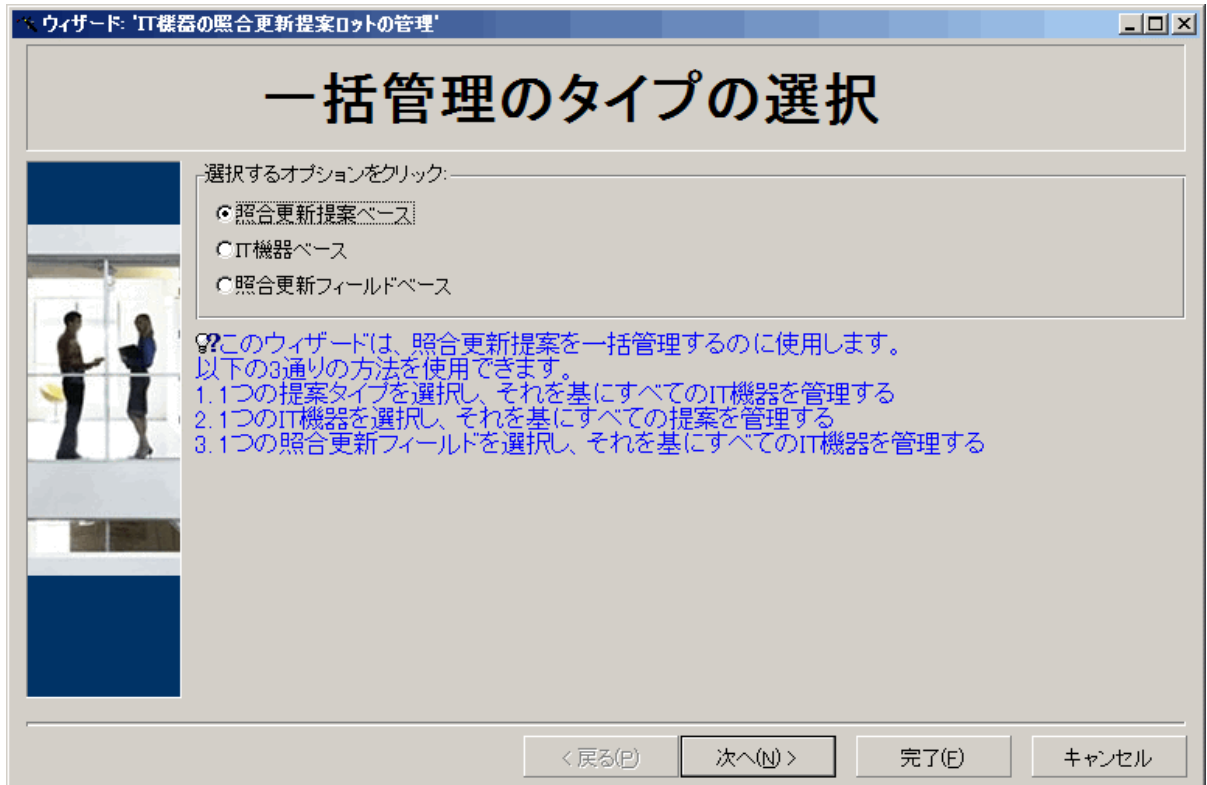 ウィザード: 'IT機器の照合更新提案ロットの管理'
一括管理のタイプの選択
選択するオプションをクリック:
照合更新提案ベース
IT機器ベース
照合更新フィールドベース
このウィザードは、照合更新提案を一括管理するのに使用します。
以下の3通りの方法を使用できます。
1.1つの提案タイプを選択し、それを基にすべてのIT機器を管理する
2.1つのIT機器を選択し、それを基にすべての提案を管理する
3.1つの照合更新フィールドを選択し、それを基にすべてのIT機器を管理する
< 戻る(P) 次へ(N) > 完了(F) キャンセル